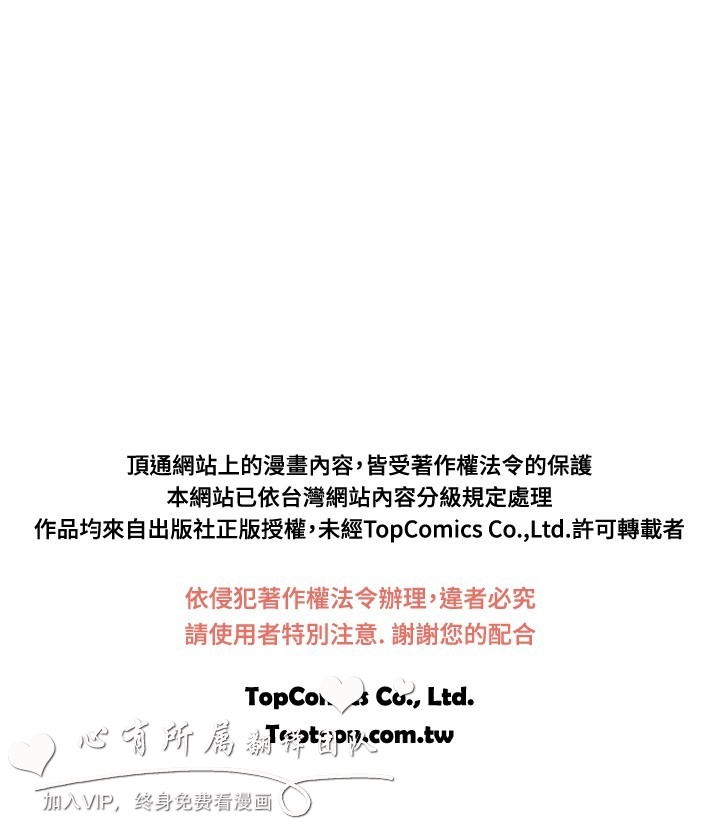 頂通網站上的漫畫內容，皆受著作權法令的保護
本網站已依台灣網站內容分級規定處理
作品均來自出版社正版授權，未經TopComics Co.,Ltd.許可轉載者
依侵犯著作權法令辦理，違者必究
請使用者特別注意. 謝謝您的配合
TopComics Co., Ltd.
Toptoon.com.tw
心有所属翻译团队
加入VIP，终身免费看漫画